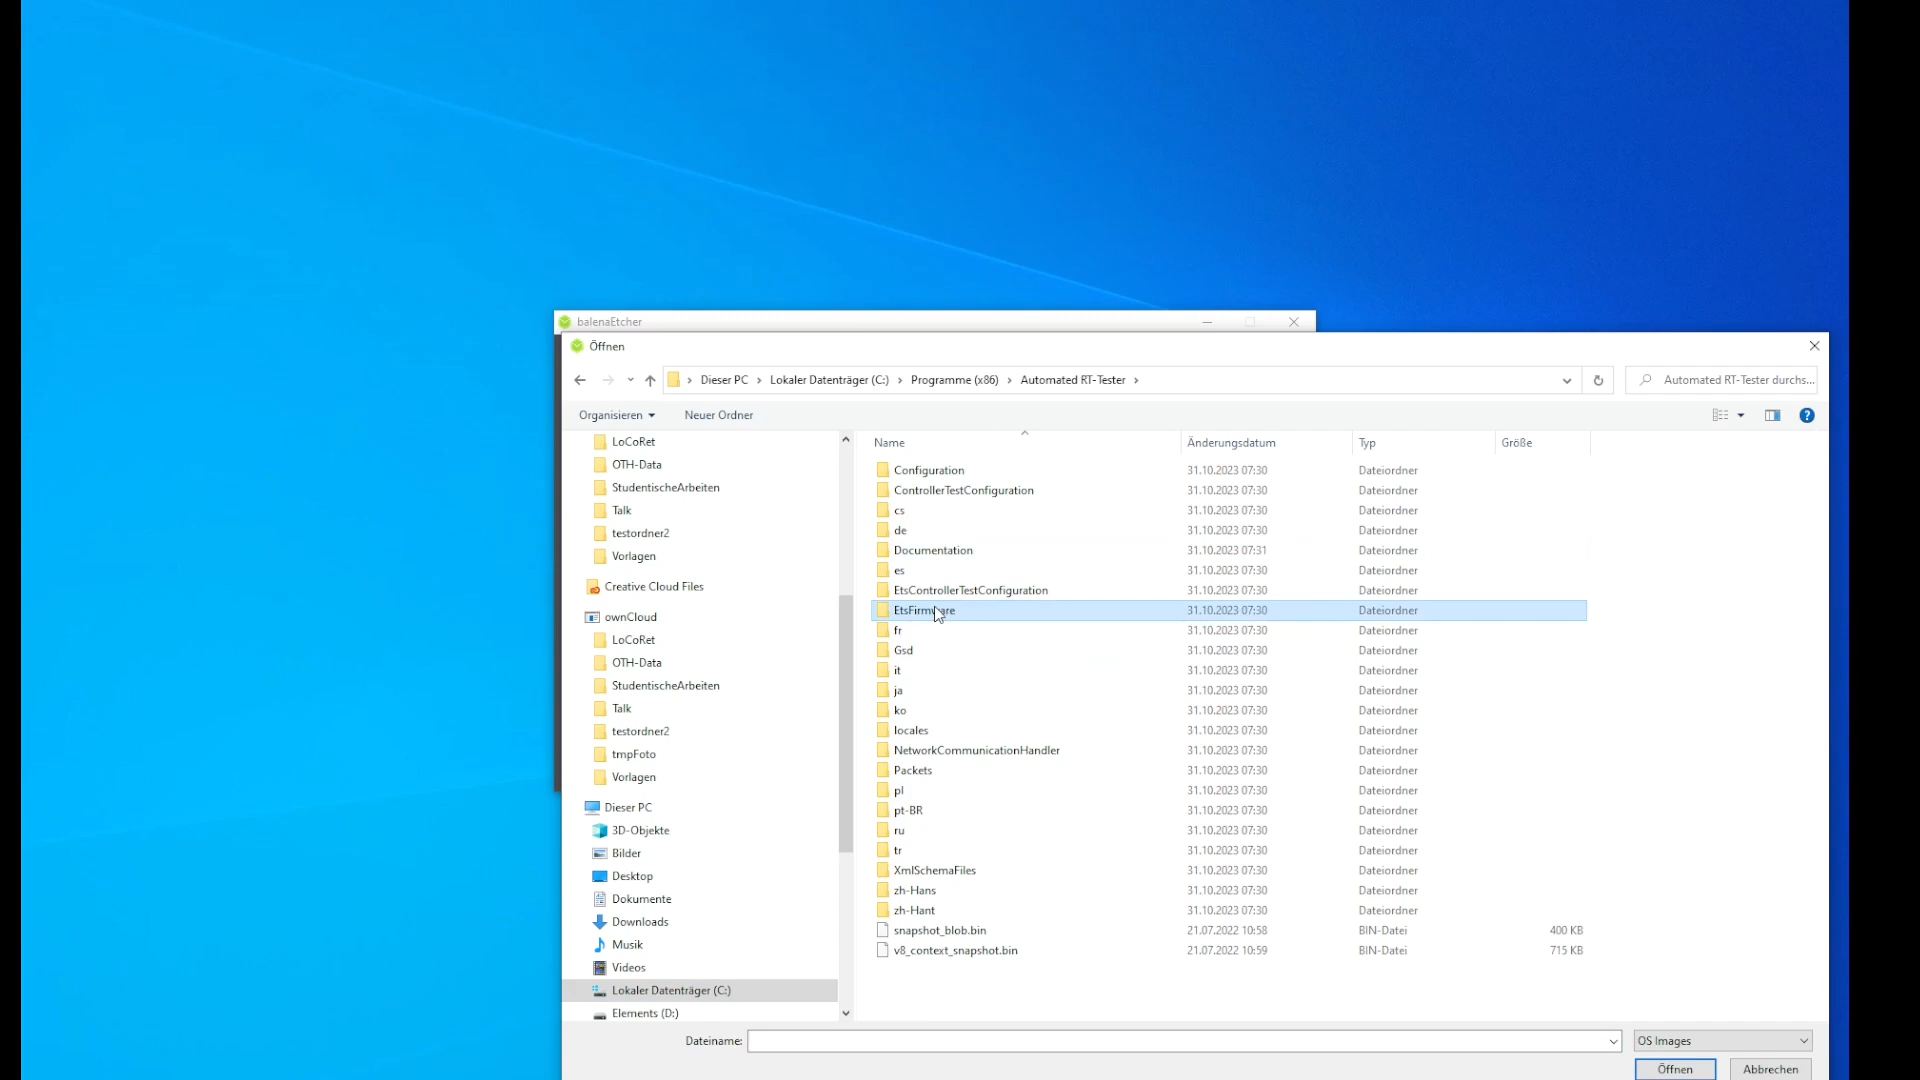 balenaEtcher
Öffnen
Dieser PC > Lokaler Datenträger (C:) > Programme (x86) > Automated RT-Tester >
Automated RT-Tester durchs...
Organisieren
Neuer Ordner
LoCoRet
OTH-Data
StudentischeArbeiten
Talk
testordner2
Vorlagen
Creative Cloud Files
ownCloud
LoCoRet
OTH-Data
StudentischeArbeiten
Talk
testordner2
tmpFoto
Vorlagen
Dieser PC
3D-Objekte
Bilder
Desktop
Dokumente
Downloads
Musik
Videos
Lokaler Datenträger (C:)
Elements (D:)
Name Änderungsdatum Typ Größe
Configuration 31.10.2023 07:30 Dateiordner
ControllerTestConfiguration 31.10.2023 07:30 Dateiordner
cs 31.10.2023 07:30 Dateiordner
de 31.10.2023 07:30 Dateiordner
Documentation 31.10.2023 07:31 Dateiordner
es 31.10.2023 07:30 Dateiordner
EtsControllerTestConfiguration 31.10.2023 07:30 Dateiordner
EtsFirmware 31.10.2023 07:30 Dateiordner
fr 31.10.2023 07:30 Dateiordner
Gsd 31.10.2023 07:30 Dateiordner
it 31.10.2023 07:30 Dateiordner
ja 31.10.2023 07:30 Dateiordner
ko 31.10.2023 07:30 Dateiordner
locales 31.10.2023 07:30 Dateiordner
NetworkCommunicationHandler 31.10.2023 07:30 Dateiordner
Packets 31.10.2023 07:30 Dateiordner
pl 31.10.2023 07:30 Dateiordner
pt-BR 31.10.2023 07:30 Dateiordner
ru 31.10.2023 07:30 Dateiordner
tr 31.10.2023 07:30 Dateiordner
XmlSchemaFiles 31.10.2023 07:30 Dateiordner
zh-Hans 31.10.2023 07:30 Dateiordner
zh-Hant 31.10.2023 07:30 Dateiordner
snapshot_blob.bin 21.07.2022 10:58 BIN-Datei 400 KB
v8_context_snapshot.bin 21.07.2022 10:59 BIN-Datei 715 KB
Dateiname:
OS Images
Öffnen
Abbrechen